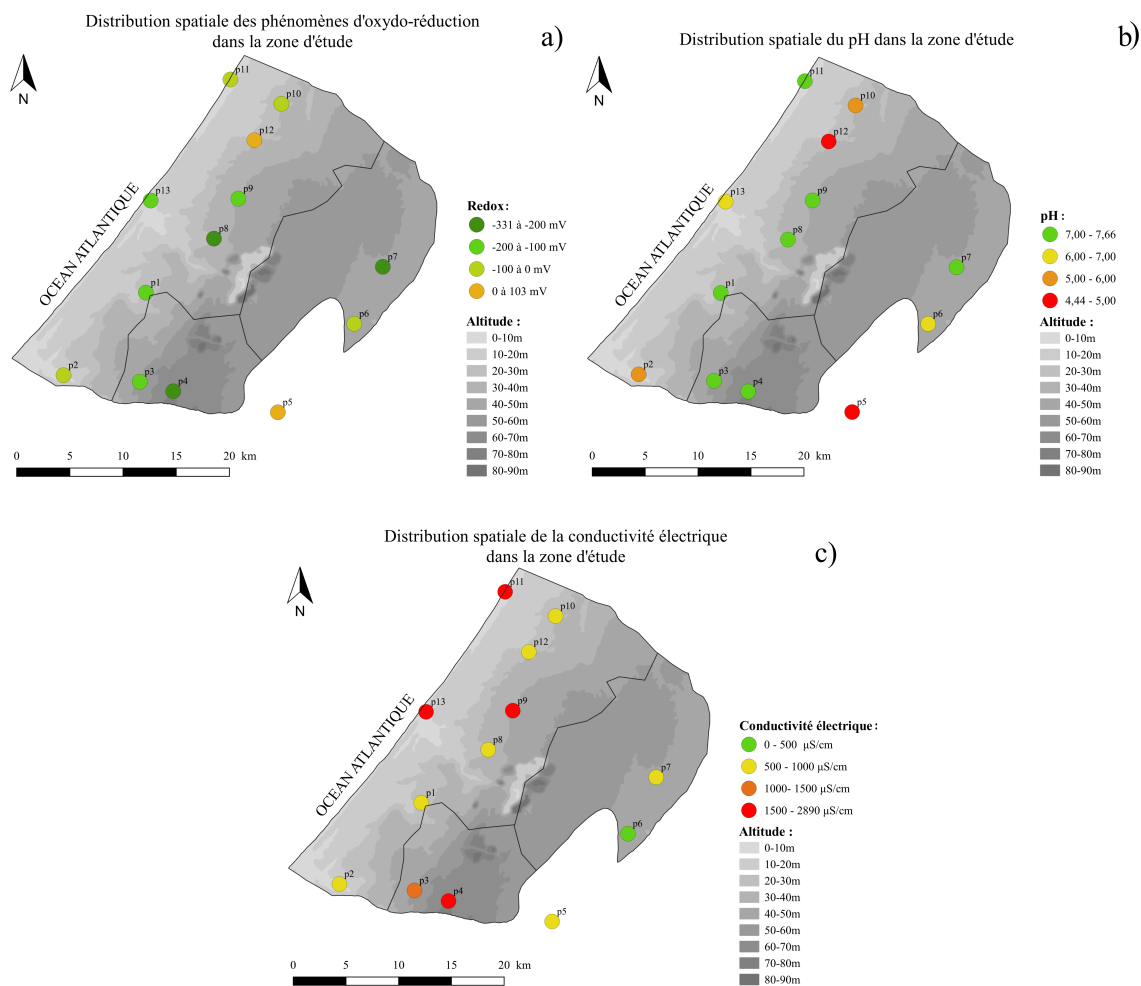 Distribution spatiale des phénomènes d'oxydo-réduction
dans la zone d'étude
a)
N
p11
p10
p12
OCEAN ATLANTIQUE
p13
p9
p8
p7
p1
p6
p2
p3
p4
p5
Redox:
-331 à -200 mV
-200 à -100 mV
-100 à 0 mV
0 à 103 mV
Altitude :
0-10m
10-20m
20-30m
30-40m
40-50m
50-60m
60-70m
70-80m
80-90m
0 5 10 15 20 km
Distribution spatiale du pH dans la zone d'étude
b)
N
p11
p10
p12
OCEAN ATLANTIQUE
p13
p9
p8
p7
p1
p6
p2
p3
p4
p5
pH :
7,00 - 7,66
6,00 - 7,00
5,00 - 6,00
4,44 - 5,00
Altitude :
0-10m
10-20m
20-30m
30-40m
40-50m
50-60m
60-70m
70-80m
80-90m
0 5 10 15 20 km
Distribution spatiale de la conductivité électrique
dans la zone d'étude
c)
N
p11
p10
p12
OCEAN ATLANTIQUE
p13
p9
p8
p7
p1
p6
p2
p3
p4
p5
Conductivité électrique :
0 - 500 µS/cm
500 - 1000 µS/cm
1000- 1500 µS/cm
1500 - 2890 µS/cm
Altitude :
0-10m
10-20m
20-30m
30-40m
40-50m
50-60m
60-70m
70-80m
80-90m
0 5 10 15 20 km